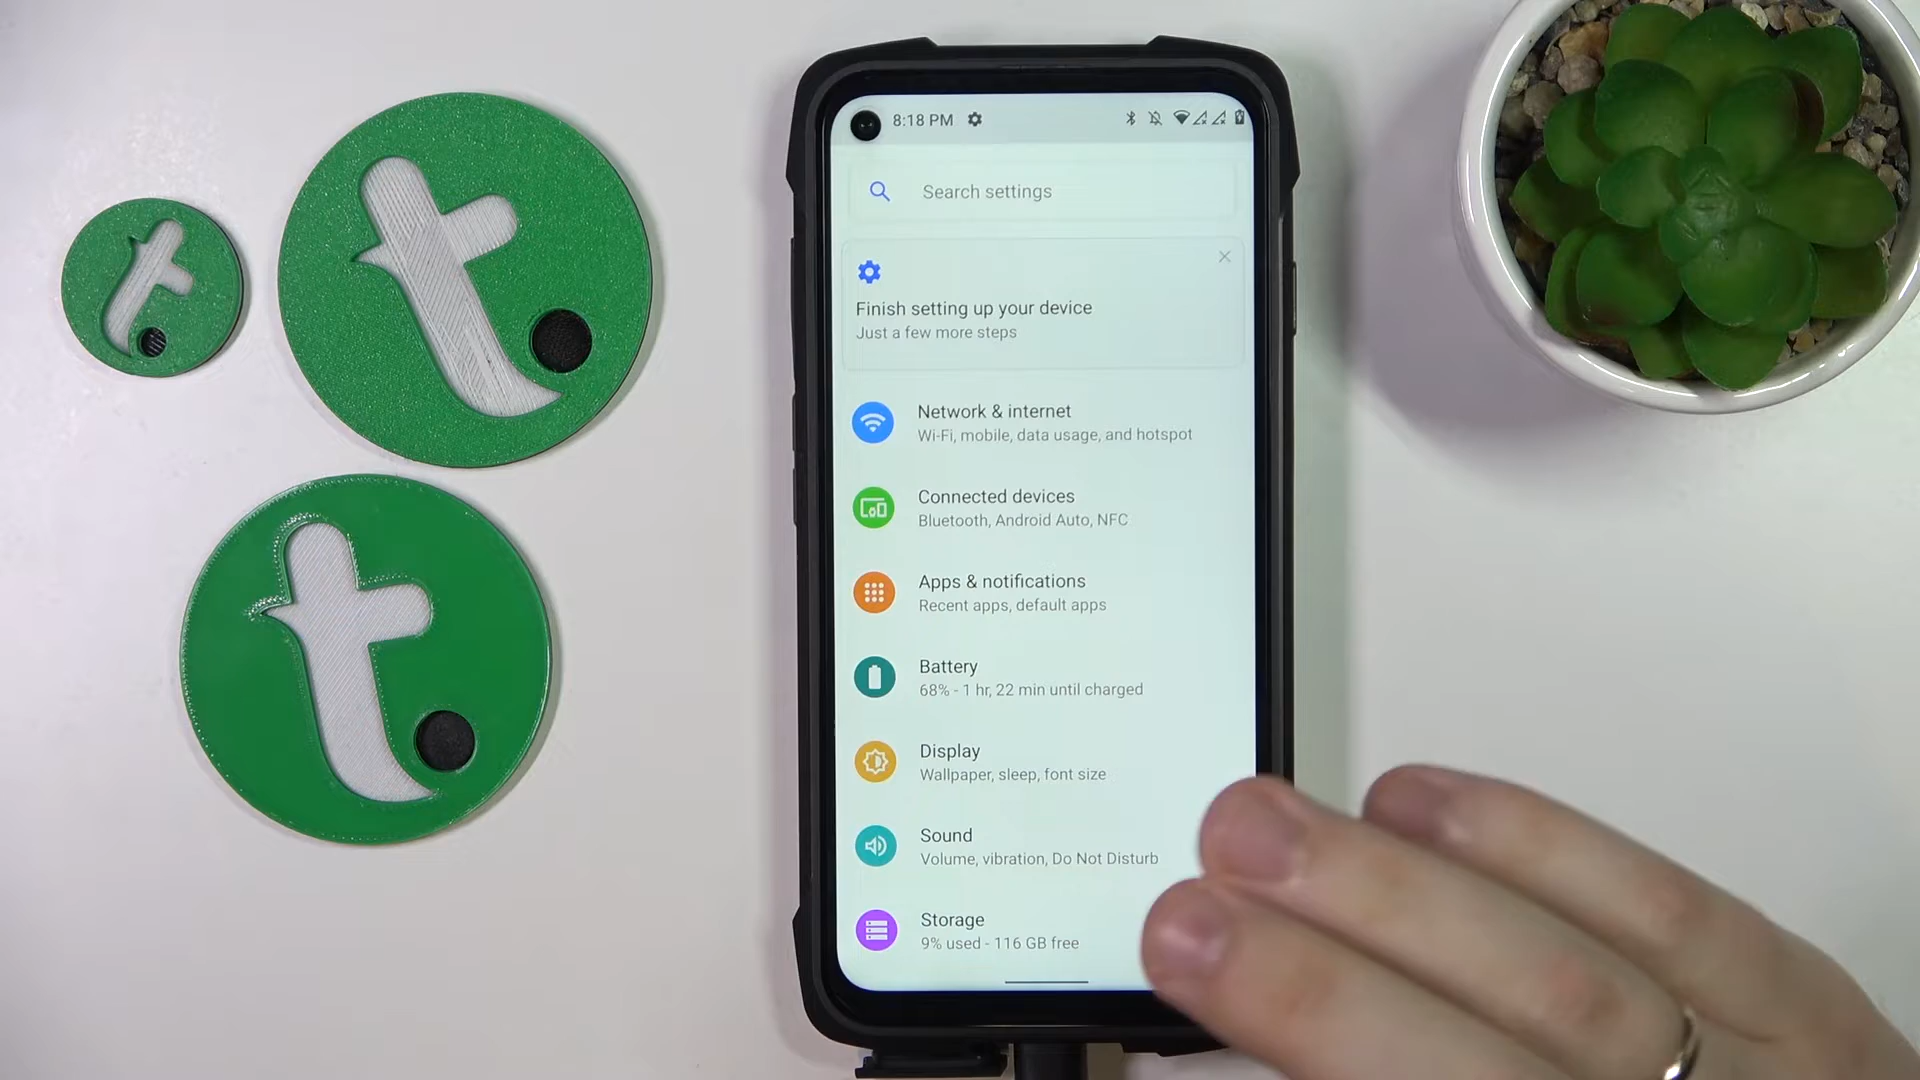 8:18 PM
Search settings
Finish setting up your device
Just a few more steps
Network & internet
Wi-Fi, mobile, data usage, and hotspot
Connected devices
Bluetooth, Android Auto, NFC
Apps & notifications
Recent apps, default apps
Battery
68% - 1 hr, 22 min until charged
Display
Wallpaper, sleep, font size
Sound
Volume, vibration, Do Not Disturb
Storage
9% used - 116 GB free
t.
t.
t.